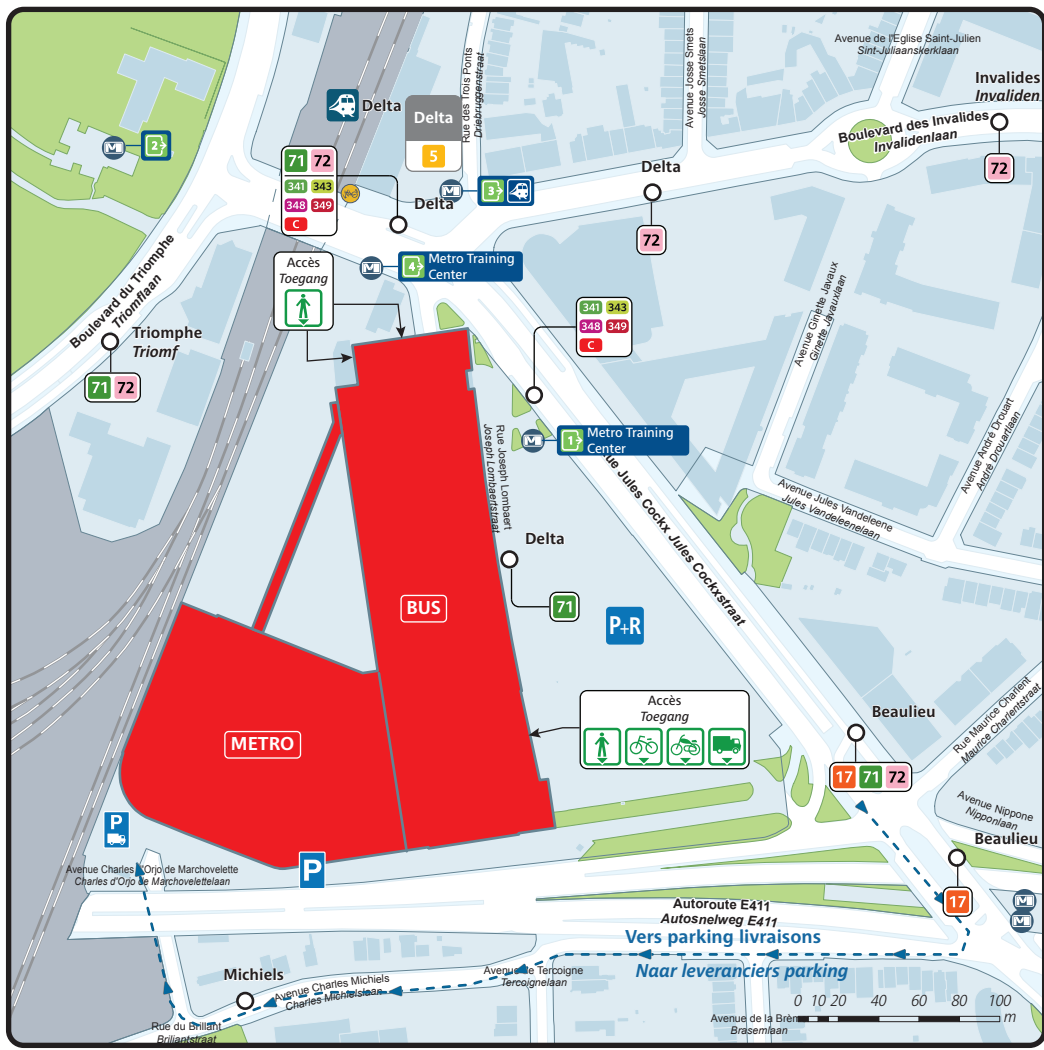 Avenue de l'Eglise Saint-Julien
Sint-Juliaanskerklaan
Invalides
Invaliden
72
Boulevard des Invalides
Invalidenlaan
Avenue Josse Smets
Josse Smetslaan
Rue des Trois Ponts
Driebruggenstraat
Delta
Delta
5
2
71 72
341 343
348 349
C
Delta
3
Delta
72
4 Metro Training
Center
Accès
Toegang
Boulevard du Triomphe
Triomflaan
Triomphe
Triomf
71 72
341 343
348 349
C
Avenue Ginette Javaux
Ginette Javauxlaan
Avenue André Drouart
André Drouartlaan
1 Metro Training
Center
Rue Joseph Lombaert
Joseph Lombaertstraat
Jules Cockx Jules Cockxstraat
Avenue Jules Vandeleene
Jules Vandeleenelaan
Delta
71
BUS
P+R
METRO
Accès
Toegang
Beaulieu
17 71 72
Rue Maurice Charlent
Maurice Charlentstraat
Avenue Nippone
Nipponlaan
Beaulieu
17
P
P
Avenue Charles d'Orjo de Marchovelette
Charles d'Orjo de Marchovelettelaan
Autoroute E411
Autosnelweg E411
Vers parking livraisons
Naar leveranciers parking
Michiels
Avenue Charles Michiels
Charles Michielslaan
Avenue de Tercoigne
Tercoignelaan
Rue du Brillant
Briljantstraat
Avenue de la Brème
Brasemlaan
0 10 20 40 60 80 100
m